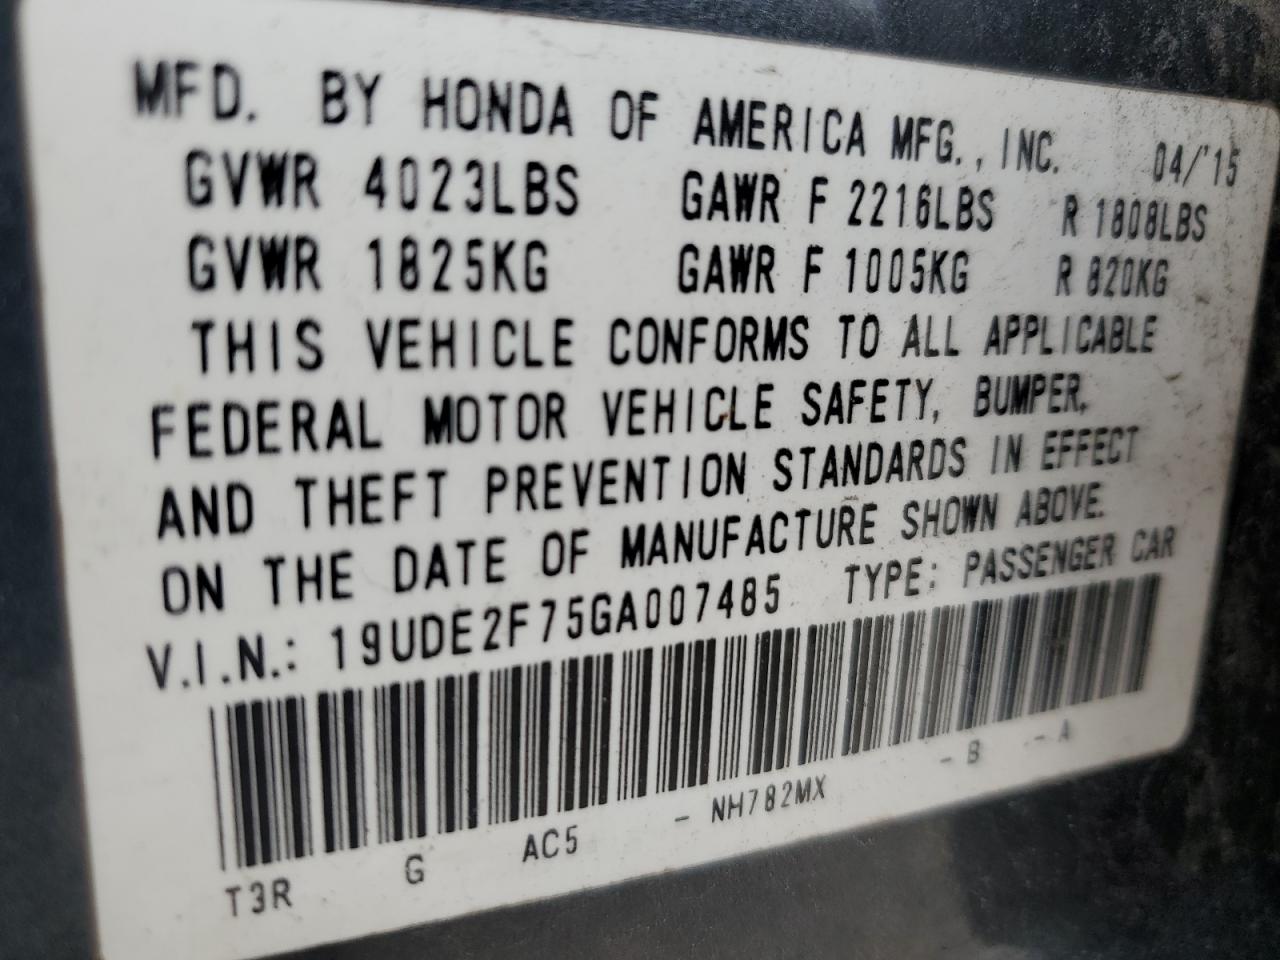 MFD. BY HONDA OF AMERICA MFG., INC. 04/'15
GVWR 4023LBS GAWR F 2216LBS R 1808LBS
GVWR 1825KG GAWR F 1005KG R 820KG
THIS VEHICLE CONFORMS TO ALL APPLICABLE
FEDERAL MOTOR VEHICLE SAFETY, BUMPER,
AND THEFT PREVENTION STANDARDS IN EFFECT
ON THE DATE OF MANUFACTURE SHOWN ABOVE.
V.I.N.: 19UDE2F75GA007485 TYPE: PASSENGER CAR
T3R G AC5 - NH782MX - B - A